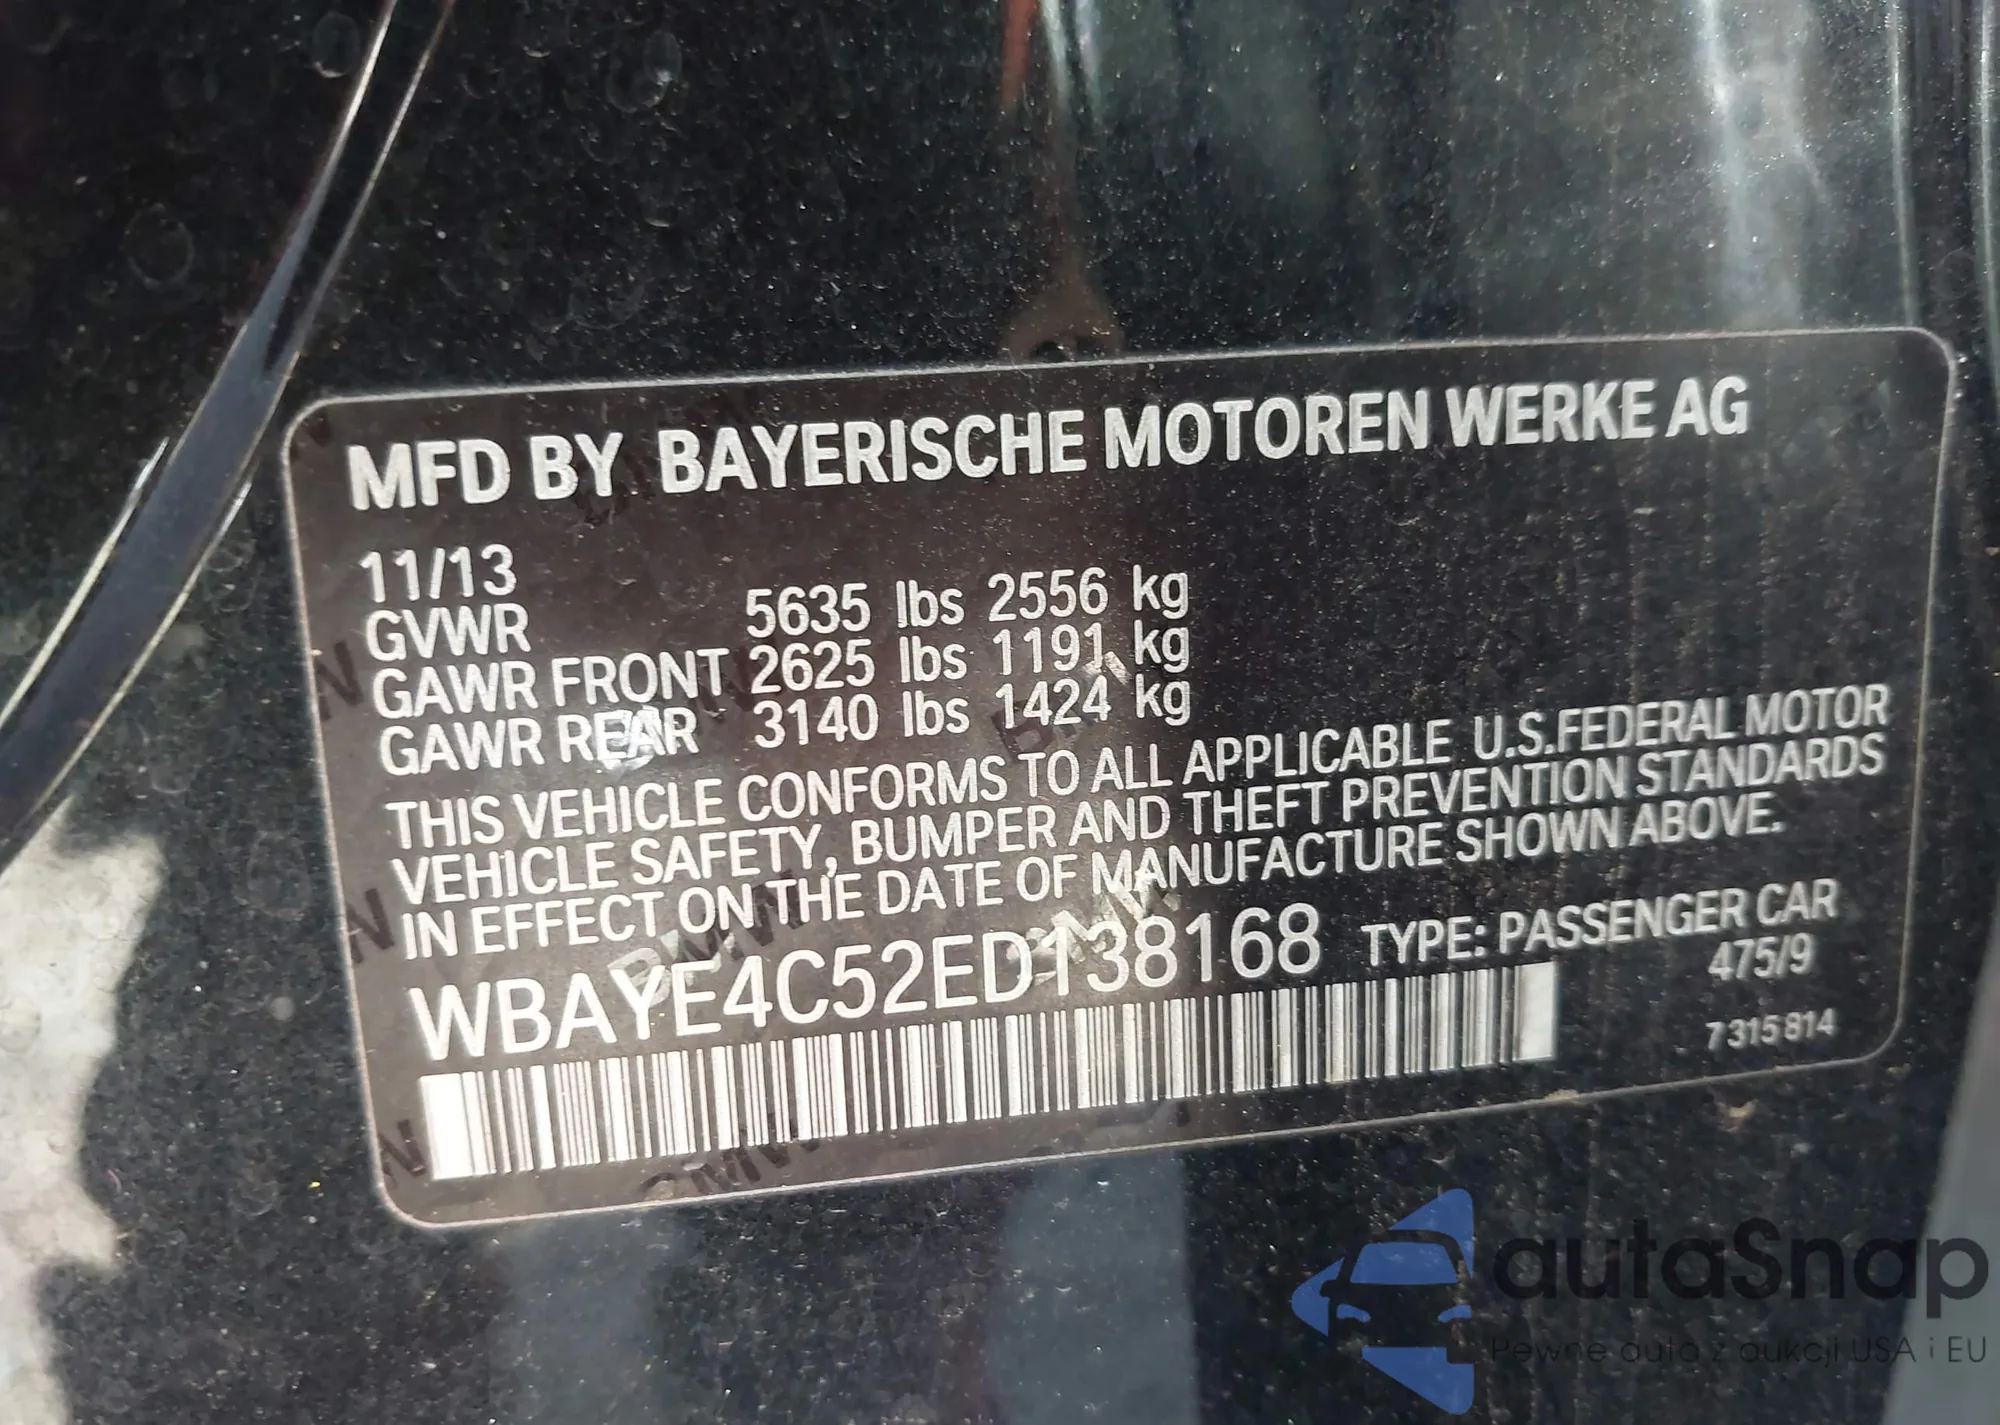 MFD BY BAYERISCHE MOTOREN WERKE AG
11/13
GVWR 5635 lbs 2556 kg
GAWR FRONT 2625 lbs 1191 kg
GAWR REAR 3140 lbs 1424 kg
THIS VEHICLE CONFORMS TO ALL APPLICABLE U.S.FEDERAL MOTOR
VEHICLE SAFETY, BUMPER AND THEFT PREVENTION STANDARDS
IN EFFECT ON THE DATE OF MANUFACTURE SHOWN ABOVE.
WBAYE4C52ED138168 TYPE: PASSENGER CAR
475/9
7 315 814
autaSnap
Pewne auta z aukcji USA i EU